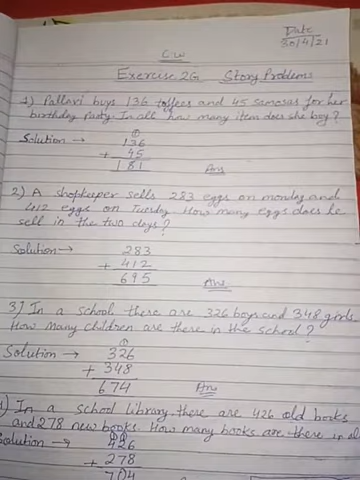 Date
30/4/21
C.W
Exercise 2G Story Problems
1) Pallavi buys 136 toffees and 45 samosas for her
birthday Party. In all how many item does she buy?
Solution → ①
136
+ 45
181 Ans
2) A shopkeeper sells 283 eggs on monday and
412 eggs on Tuesday. How many eggs does he
sell in the two days?
Solution → 283
+ 412
695 Ans
3) In a school there are 326 boys and 348 girls
How many children are there in the school?
Solution → ①
326
+ 348
674 Ans
) In a school library there are 426 old books
and 278 new books. How many books are there in al
Solution → ①①
426
+ 278
704